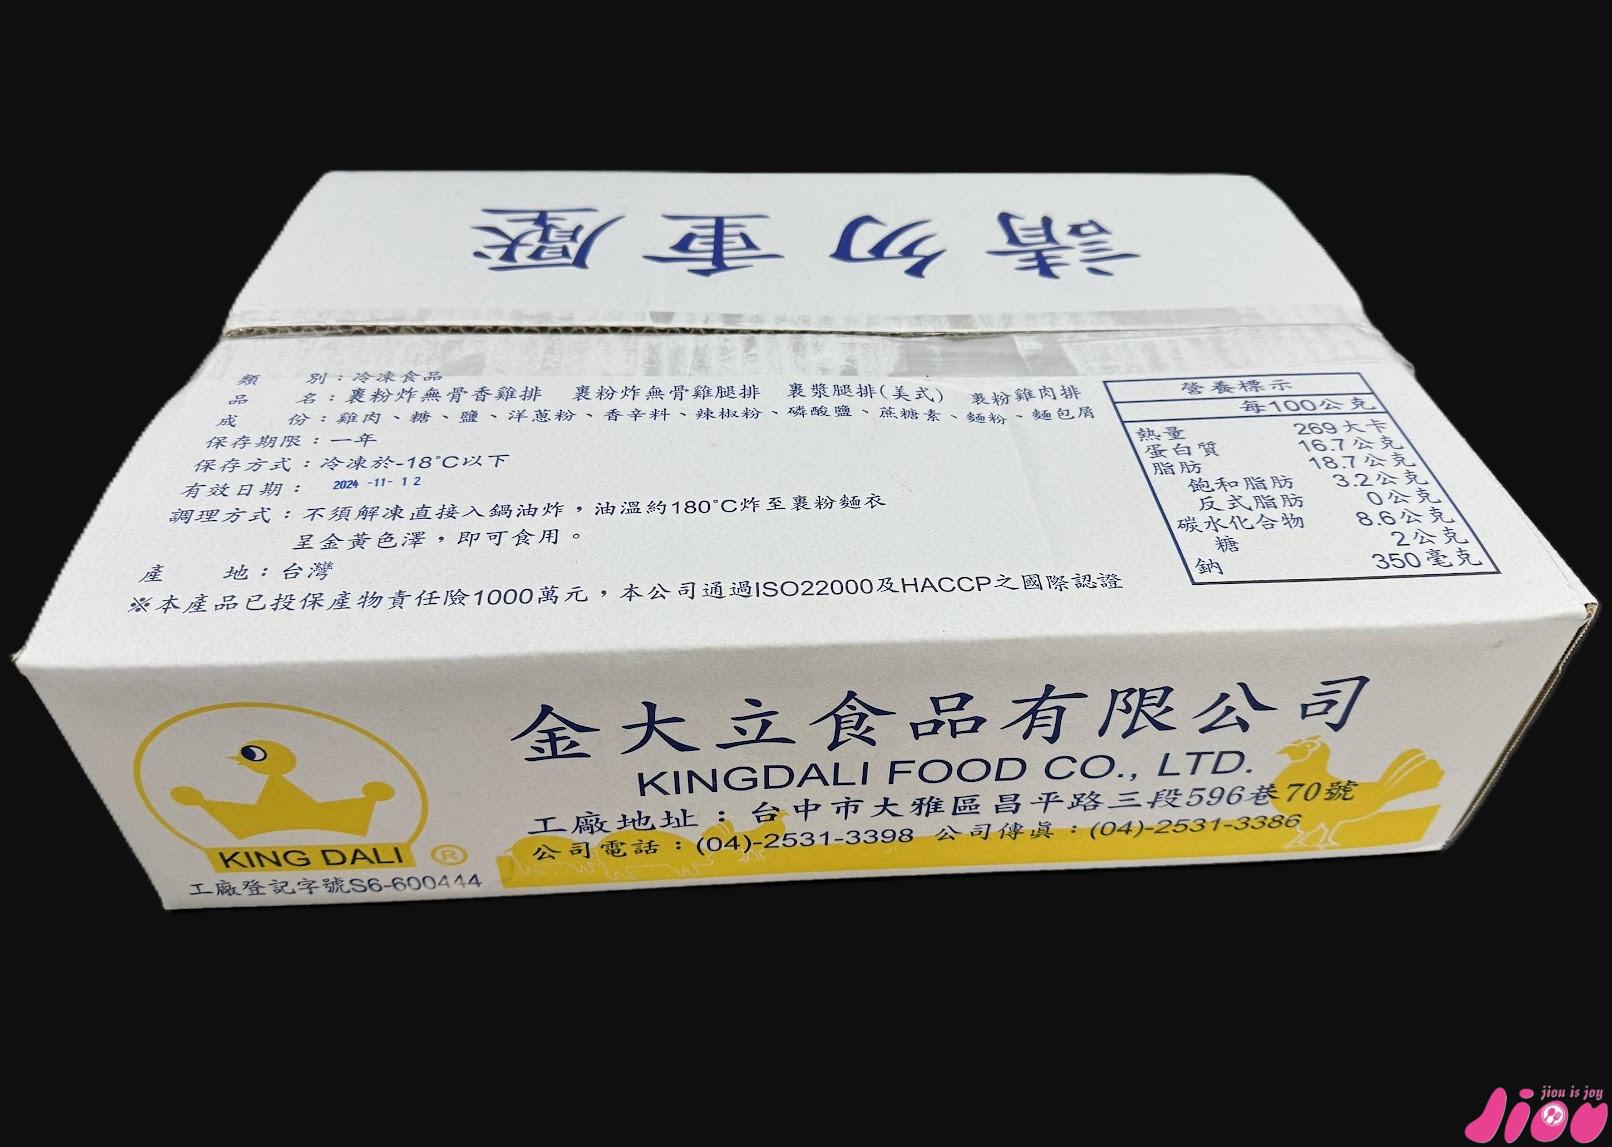 請勿重壓
類 別：冷凍食品
品 名：裹粉炸無骨香雞排 裹粉炸無骨雞腿排 裹漿腿排(美式) 裹粉雞肉排
成 份：雞肉、糖、鹽、洋蔥粉、香辛料、辣椒粉、磷酸鹽、蔗糖素、麵粉、麵包屑
保存期限：一年
保存方式：冷凍於-18°C以下
有效日期： 2024 -11- 1 2
調理方式：不須解凍直接入鍋油炸，油溫約180°C炸至裹粉麵衣
呈金黃色澤，即可食用。
產 地：台灣
※本產品已投保產物責任險1000萬元，本公司通過ISO22000及HACCP之國際認證
營養標示
每100公克
熱量 269大卡
蛋白質 16.7公克
脂肪 18.7公克
飽和脂肪 3.2公克
反式脂肪 0公克
碳水化合物 8.6公克
糖 2公克
鈉 350毫克
金大立食品有限公司
KINGDALI FOOD CO., LTD.
工廠地址：台中市大雅區昌平路三段596巷70號
公司電話：(04)-2531-3398 公司傳眞：(04)-2531-3386
KING DALI ®
工廠登記字號S6-600444
jiou is joy
Jiou